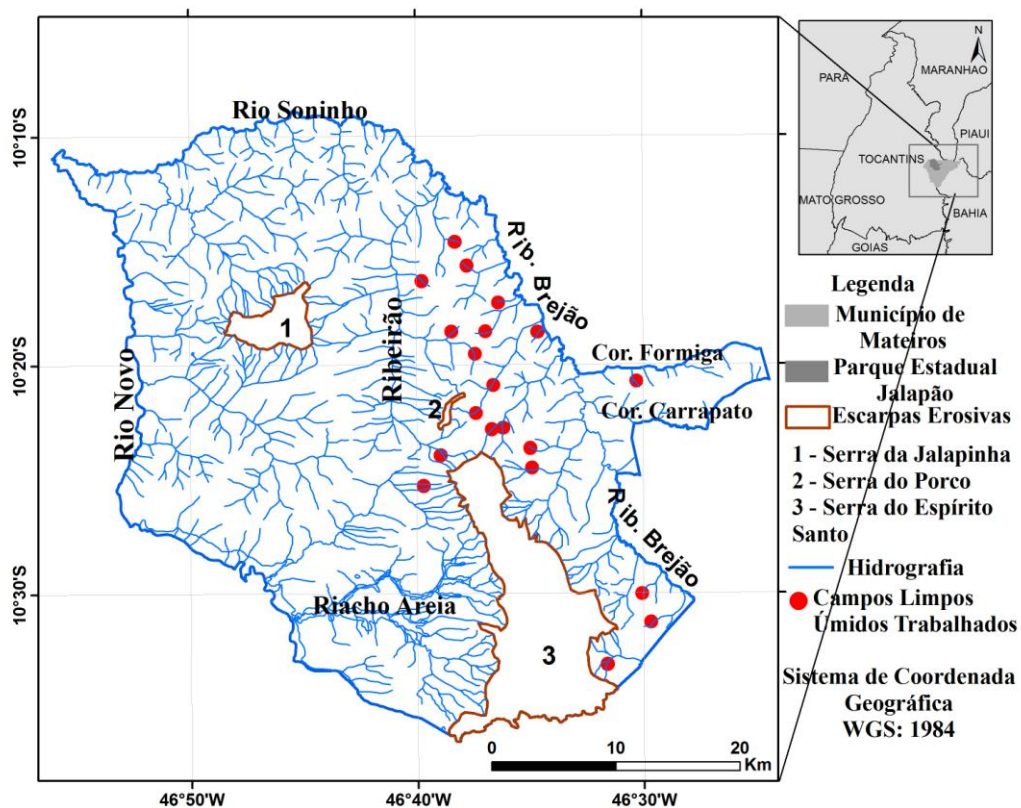 Rio Soninho
10°10'S
10°20'S
10°30'S
Rio Novo
Ribeirão
Rib. Brejão
Cor. Formiga
Cor. Carrapato
Rib. Brejão
Riacho Areia
1
2
3
0 10 20
Km
46°50'W 46°40'W 46°30'W
N
PARÁ
MARANHAO
PIAUI
TOCANTINS
MATO GROSSO
BAHIA
GOIAS
Legenda
Município de
Mateiros
Parque Estadual
Jalapão
Escarpas Erosivas
1 - Serra da Jalapinha
2 - Serra do Porco
3 - Serra do Espírito
Santo
Hidrografia
Campos Limpos
Úmidos Trabalhados
Sistema de Coordenada
Geográfica
WGS: 1984